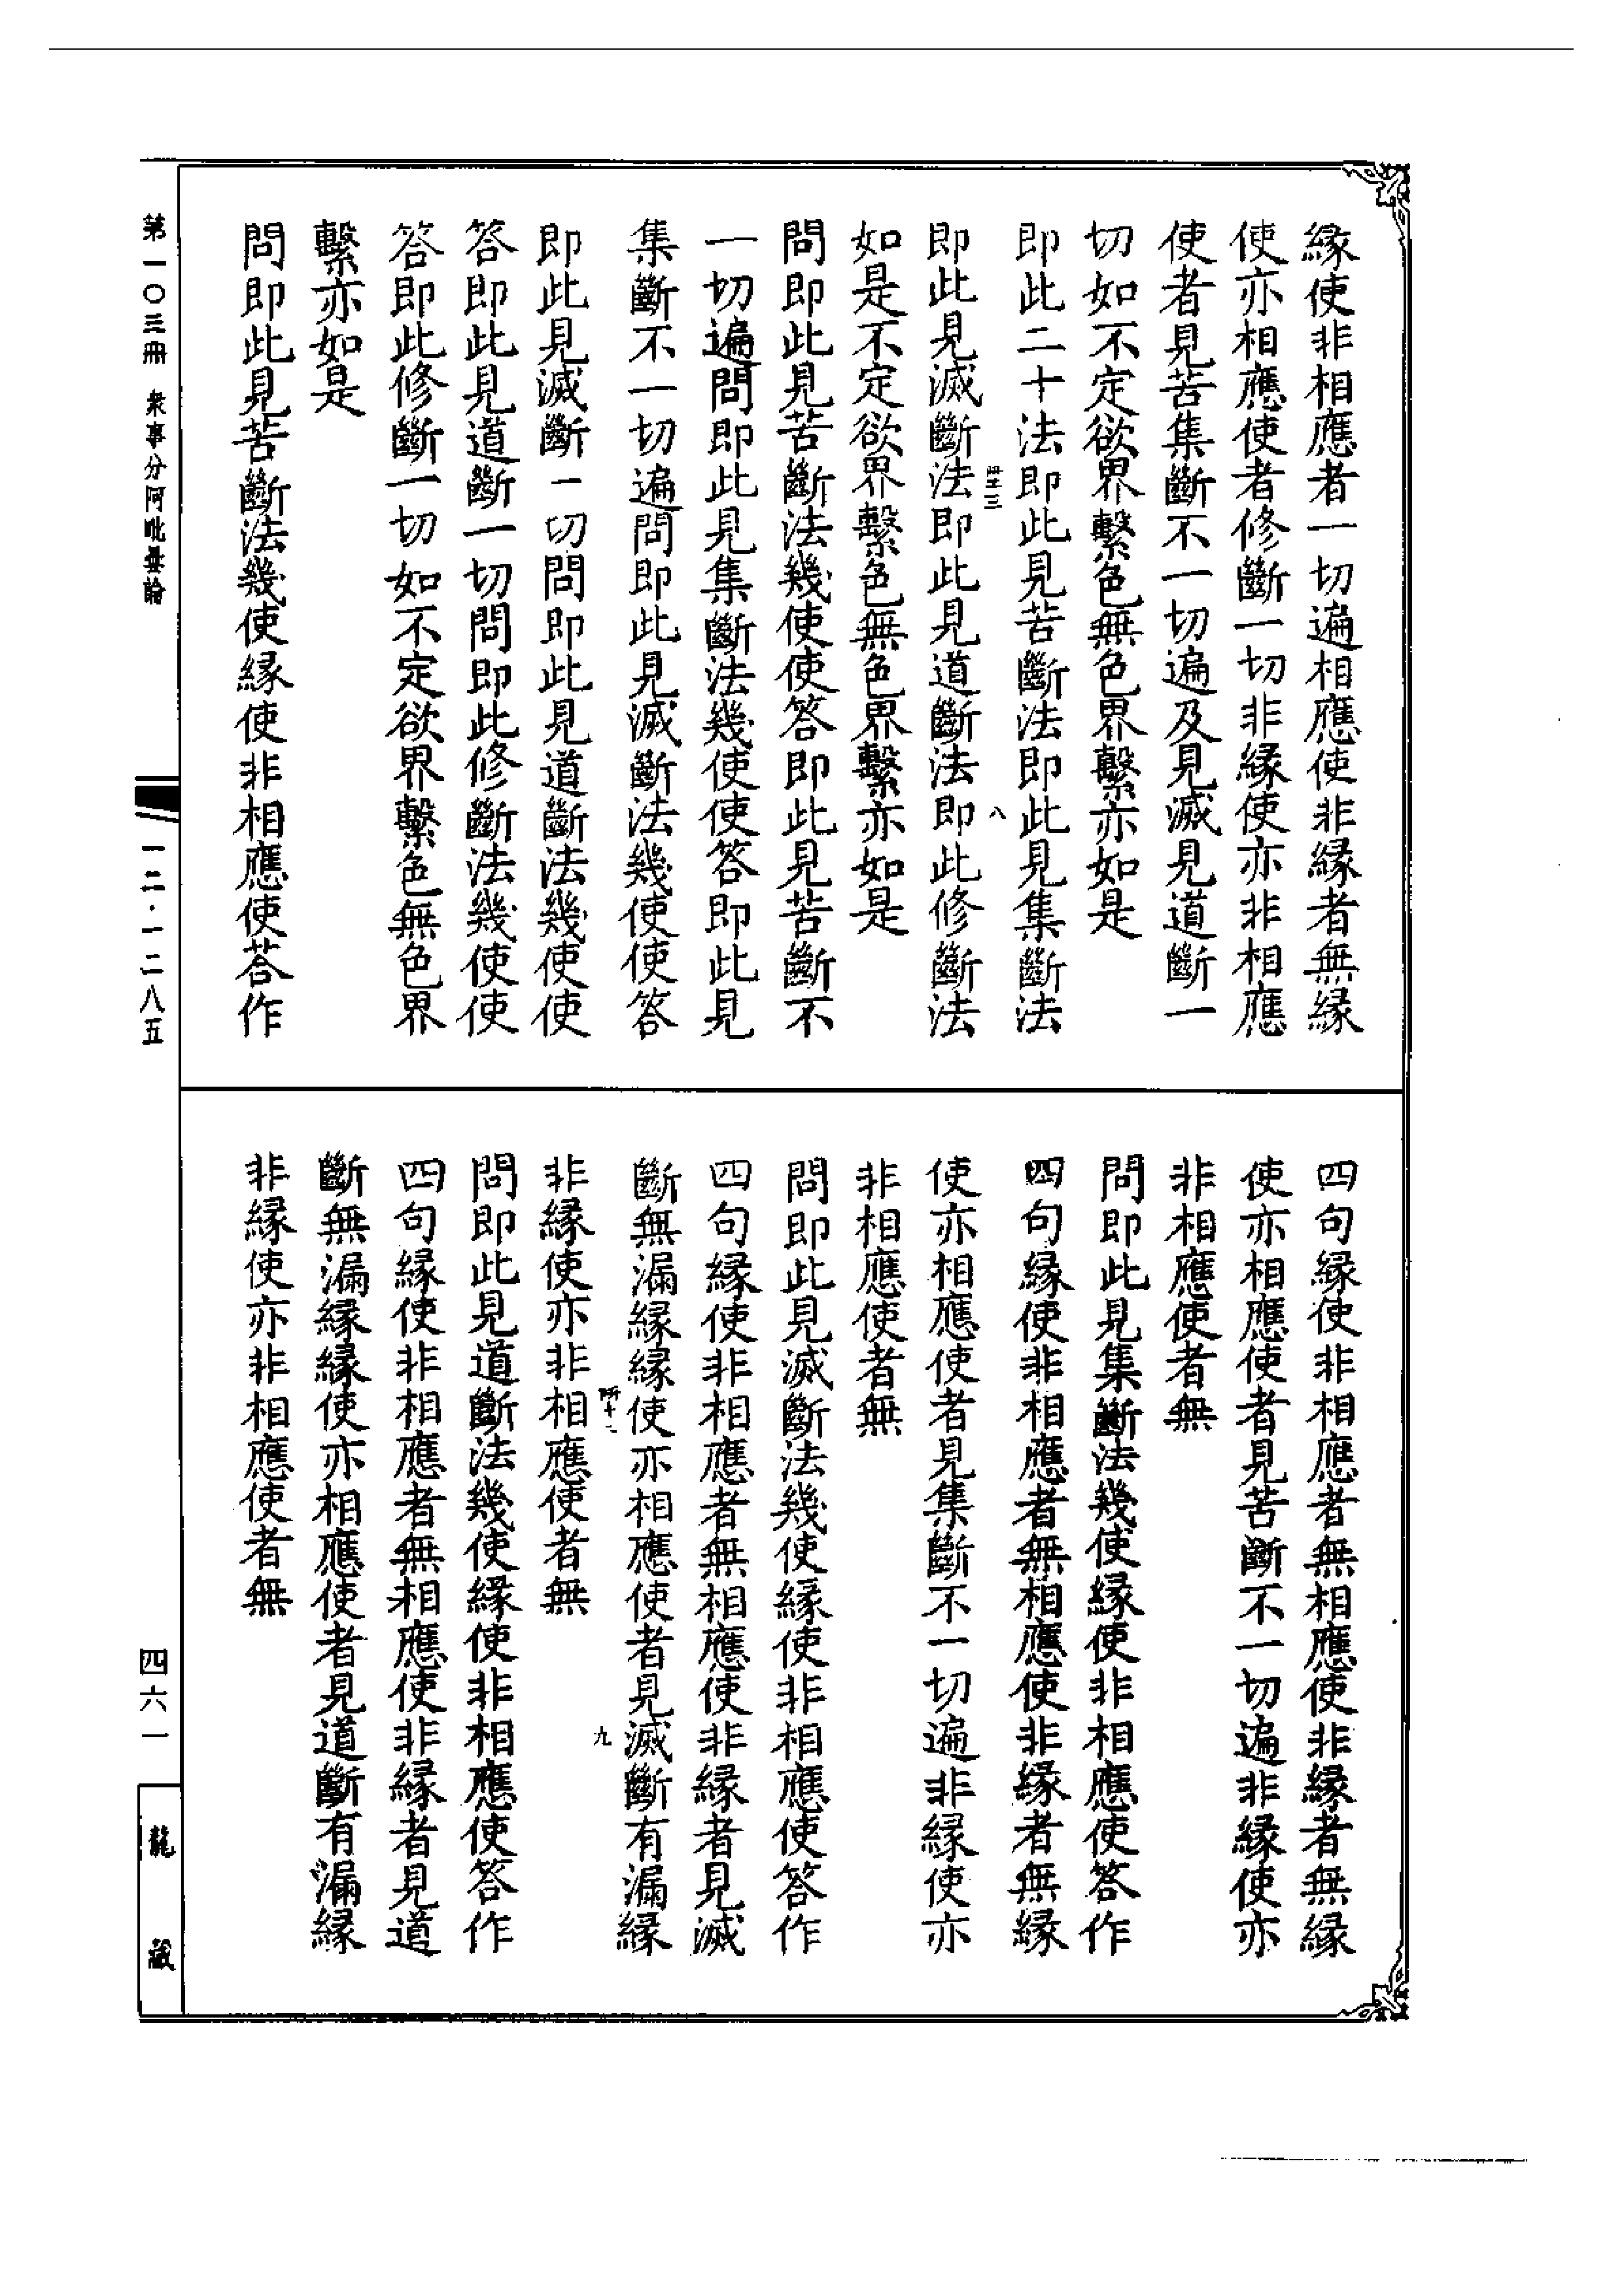 緣使非相應者一切遍相應使非緣者無緣
使亦相應使者修斷一切非緣使亦非相應
使者見苦集斷不一切遍及見滅見道斷一
切如不定欲界繫色無色界繫亦如是
即此二十法即此見苦斷法即此見集斷法
即此見滅斷法即此見道斷法即此修斷法
八
如是不定欲界繫色無色界繫亦如是
問即此見苦斷法幾使使答即此見苦斷不
一切遍問即此見集斷法幾使使答即此見
集斷不一切遍問即此見滅斷法幾使使答
即此見滅斷一切問即此見道斷法幾使使
答即此見道斷一切問即此修斷法幾使使
答即此修斷一切如不定欲界繫色無色界
繫亦如是
問即此見苦斷法幾使緣使非相應使荅作
四句緣使非相應者無相應使非緣者無緣
使亦相應使者見苦斷不一切遍非緣使亦
非相應使者無
問即此見集斷法幾使緣使非相應使答作
四句緣使非相應者無相應使非緣者無緣
使亦相應使者見集斷不一切遍非緣使亦
非相應使者無
問即此見滅斷法幾使緣使非相應使答作
四句緣使非相應者無相應使非緣者見滅
斷無漏緣緣使亦相應使者見滅斷有漏緣
九
非緣使亦非相應使者無
問即此見道斷法幾使緣使非相應使答作
四句緣使非相應者無相應使非緣者見道
斷無漏緣緣使亦相應使者見道斷有漏緣
非緣使亦非相應使者無
第一〇三冊 衆事分阿毗曇論
一二·一二八五
四六一
龍藏